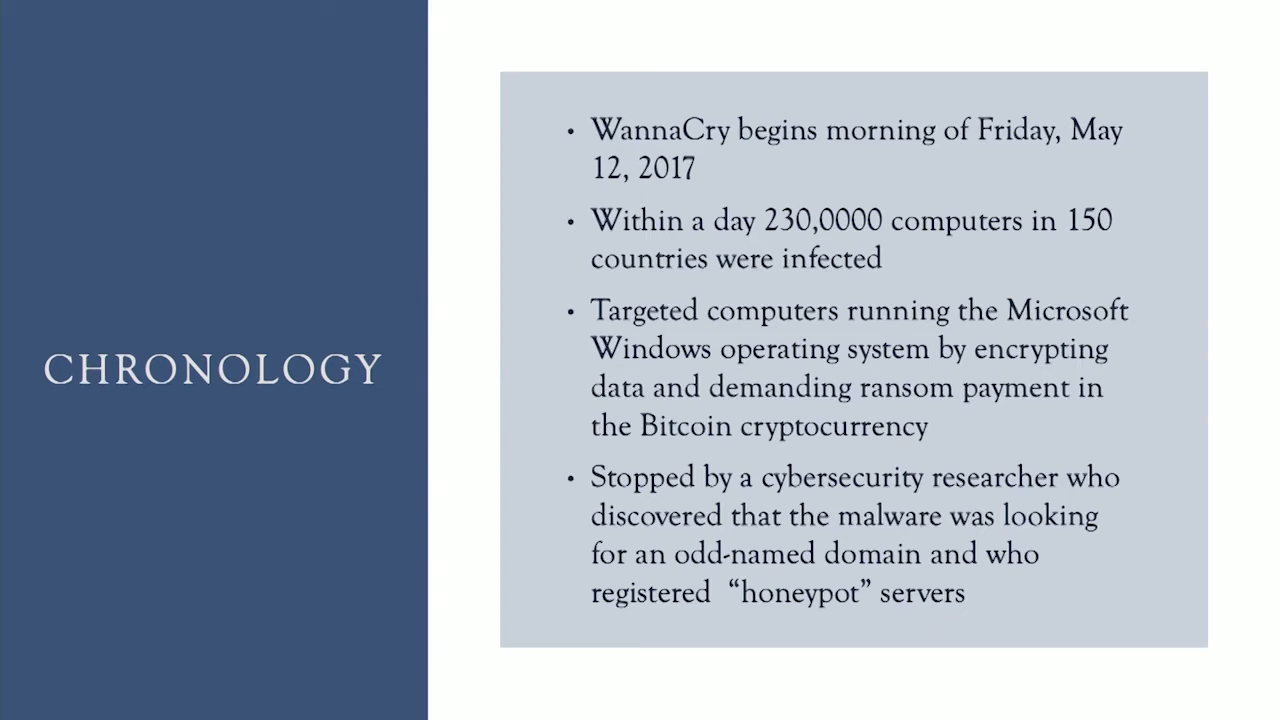 CHRONOLOGY
• WannaCry begins morning of Friday, May
12, 2017
• Within a day 230,0000 computers in 150
countries were infected
• Targeted computers running the Microsoft
Windows operating system by encrypting
data and demanding ransom payment in
the Bitcoin cryptocurrency
• Stopped by a cybersecurity researcher who
discovered that the malware was looking
for an odd-named domain and who
registered “honeypot” servers